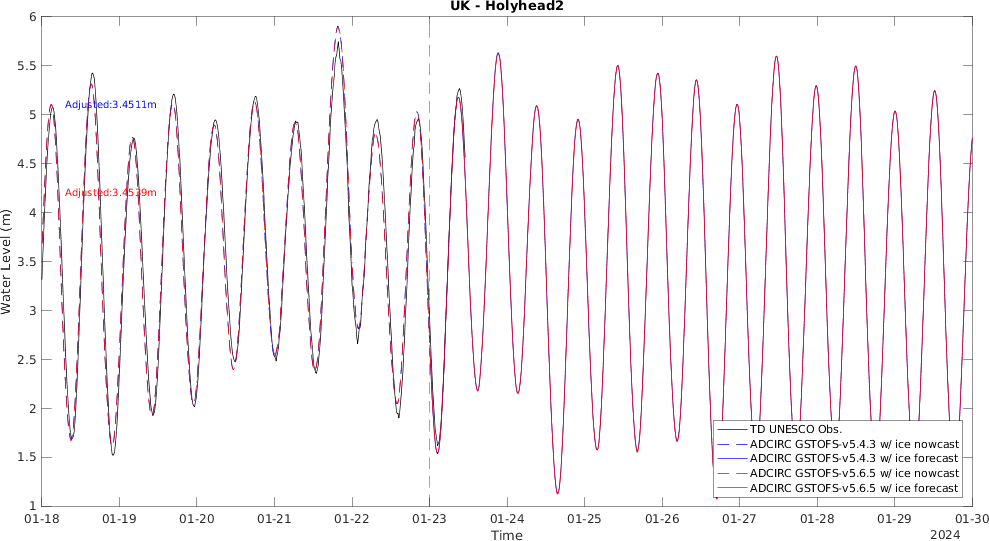 UK - Holyhead2
6
5.5
5
4.5
4
3.5
3
2.5
2
1.5
1
Water Level (m)
Adjusted:3.4511m
Adjusted:3.4539m
TD UNESCO Obs.
ADCIRC GSTOFS-v5.4.3 w/ ice nowcast
ADCIRC GSTOFS-v5.4.3 w/ ice forecast
ADCIRC GSTOFS-v5.6.5 w/ ice nowcast
ADCIRC GSTOFS-v5.6.5 w/ ice forecast
01-18 01-19 01-20 01-21 01-22 01-23 01-24 01-25 01-26 01-27 01-28 01-29 01-30
Time
2024